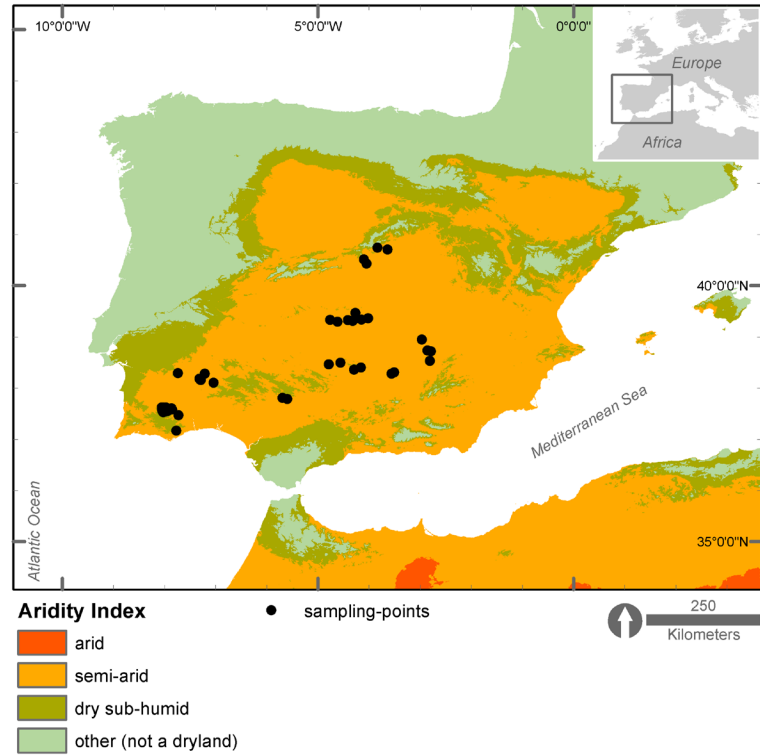 10°0'0"W
5°0'0"W
0°0'0"
Europe
Africa
40°0'0"N
Mediterranean Sea
Atlantic Ocean
35°0'0"N
Aridity Index
sampling-points
250
Kilometers
arid
semi-arid
dry sub-humid
other (not a dryland)